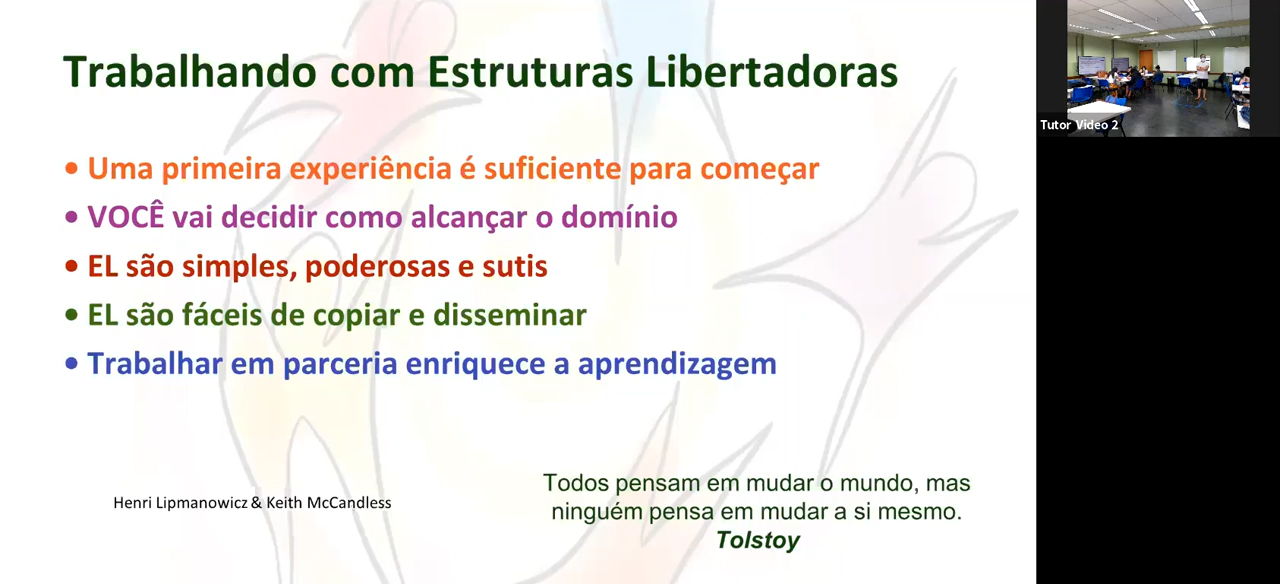 Trabalhando com Estruturas Libertadoras
• Uma primeira experiência é suficiente para começar
• VOCÊ vai decidir como alcançar o domínio
• EL são simples, poderosas e sutis
• EL são fáceis de copiar e disseminar
• Trabalhar em parceria enriquece a aprendizagem
Henri Lipmanowicz & Keith McCandless
Todos pensam em mudar o mundo, mas
ninguém pensa em mudar a si mesmo.
Tolstoy
Tutor Video 2